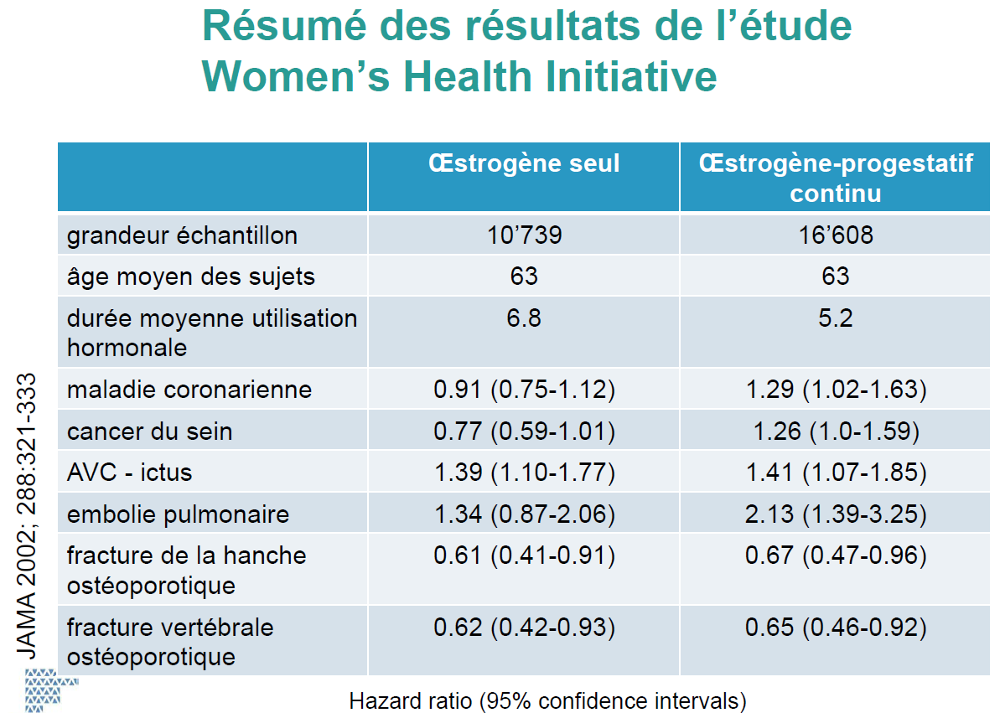 Résumé des résultats de l’étude
Women’s Health Initiative
Œstrogène seul
Œstrogène-progestatif
continu
grandeur échantillon 10’739 16’608
âge moyen des sujets 63 63
durée moyenne utilisation 6.8 5.2
hormonale
maladie coronarienne 0.91 (0.75-1.12) 1.29 (1.02-1.63)
cancer du sein 0.77 (0.59-1.01) 1.26 (1.0-1.59)
AVC - ictus 1.39 (1.10-1.77) 1.41 (1.07-1.85)
embolie pulmonaire 1.34 (0.87-2.06) 2.13 (1.39-3.25)
fracture de la hanche 0.61 (0.41-0.91) 0.67 (0.47-0.96)
ostéoporotique
fracture vertébrale 0.62 (0.42-0.93) 0.65 (0.46-0.92)
ostéoporotique
Hazard ratio (95% confidence intervals)
JAMA 2002; 288:321-333